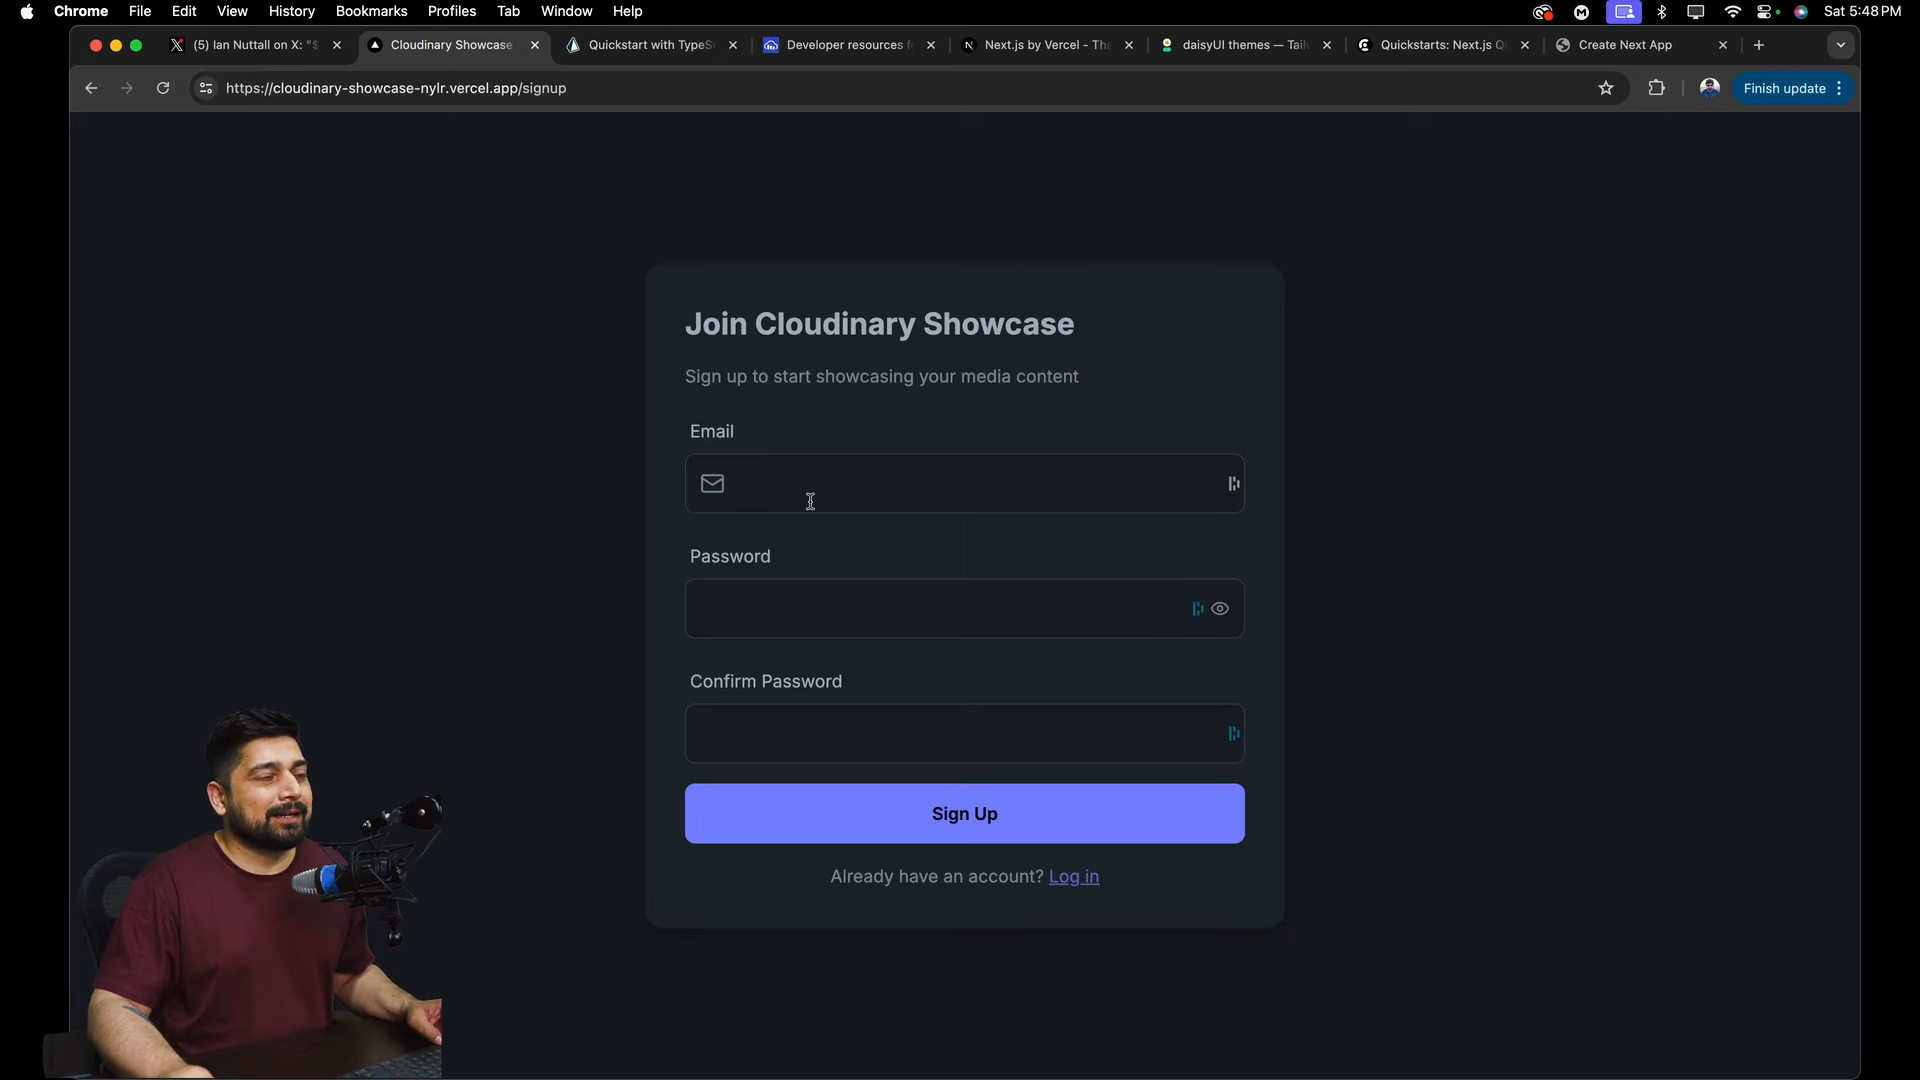 Chrome File Edit View History Bookmarks Profiles Tab Window Help Sat 5:48 PM
(5) Ian Nuttall on X: "$ Cloudinary Showcase Quickstart with TypeS Developer resources f Next.js by Vercel - The daisyUI themes — Tail Quickstarts: Next.js Q Create Next App
https://cloudinary-showcase-nylr.vercel.app/signup Finish update
Join Cloudinary Showcase
Sign up to start showcasing your media content
Email
Password
Confirm Password
Sign Up
Already have an account? Log in